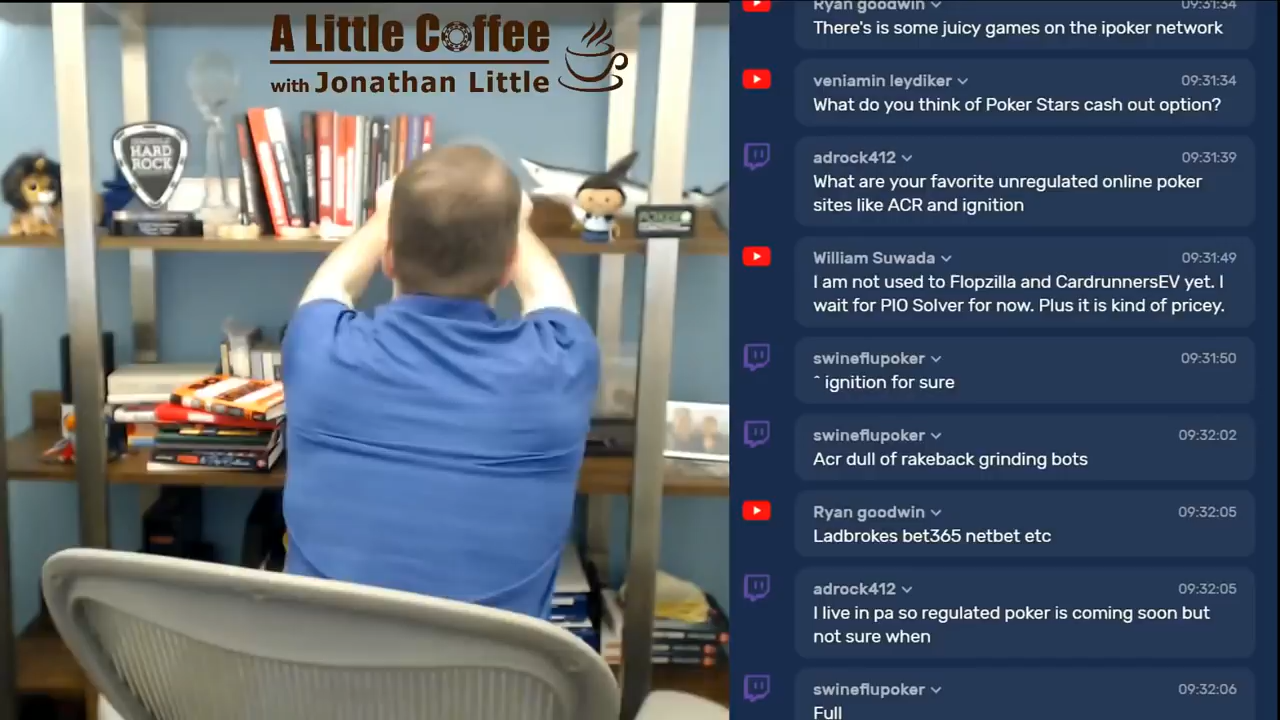 A Little Coffee
with Jonathan Little
HARD
ROCK
POKER
Ryan goodwin 09:31:34
There's is some juicy games on the ipoker network
veniamin leydiker 09:31:34
What do you think of Poker Stars cash out option?
adrock412 09:31:39
What are your favorite unregulated online poker
sites like ACR and ignition
William Suwada 09:31:49
I am not used to Flopzilla and CardrunnersEV yet. I
wait for PIO Solver for now. Plus it is kind of pricey.
swineflupoker 09:31:50
ˆ ignition for sure
swineflupoker 09:32:02
Acr dull of rakeback grinding bots
Ryan goodwin 09:32:05
Ladbrokes bet365 netbet etc
adrock412 09:32:05
I live in pa so regulated poker is coming soon but
not sure when
swineflupoker 09:32:06
Full